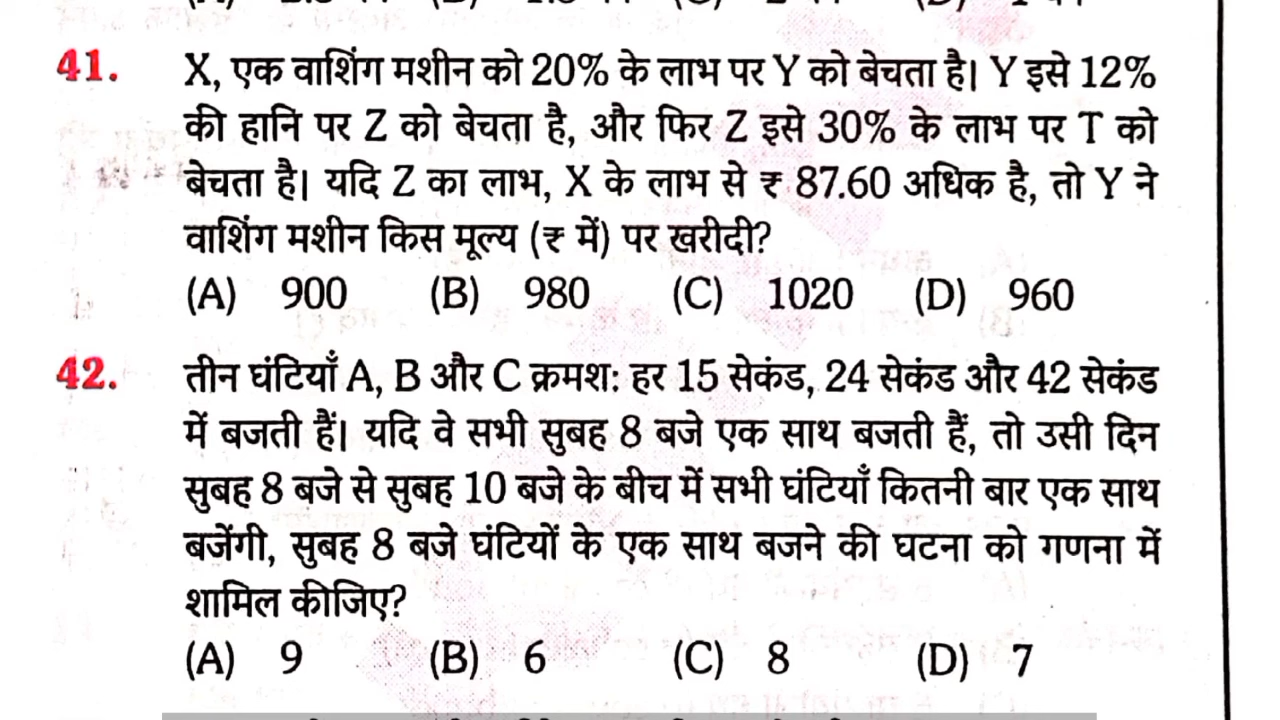 41. X, एक वाशिंग मशीन को 20% के लाभ पर Y को बेचता है। Y इसे 12%
की हानि पर Z को बेचता है, और फिर Z इसे 30% के लाभ पर T को
बेचता है। यदि Z का लाभ, X के लाभ से ₹ 87.60 अधिक है, तो Y ने
वाशिंग मशीन किस मूल्य (₹ में) पर खरीदी?
(A) 900 (B) 980 (C) 1020 (D) 960
42. तीन घंटियाँ A, B और C क्रमश: हर 15 सेकंड, 24 सेकंड और 42 सेकंड
में बजती हैं। यदि वे सभी सुबह 8 बजे एक साथ बजती हैं, तो उसी दिन
सुबह 8 बजे से सुबह 10 बजे के बीच में सभी घंटियाँ कितनी बार एक साथ
बजेंगी, सुबह 8 बजे घंटियों के एक साथ बजने की घटना को गणना में
शामिल कीजिए?
(A) 9 (B) 6 (C) 8 (D) 7